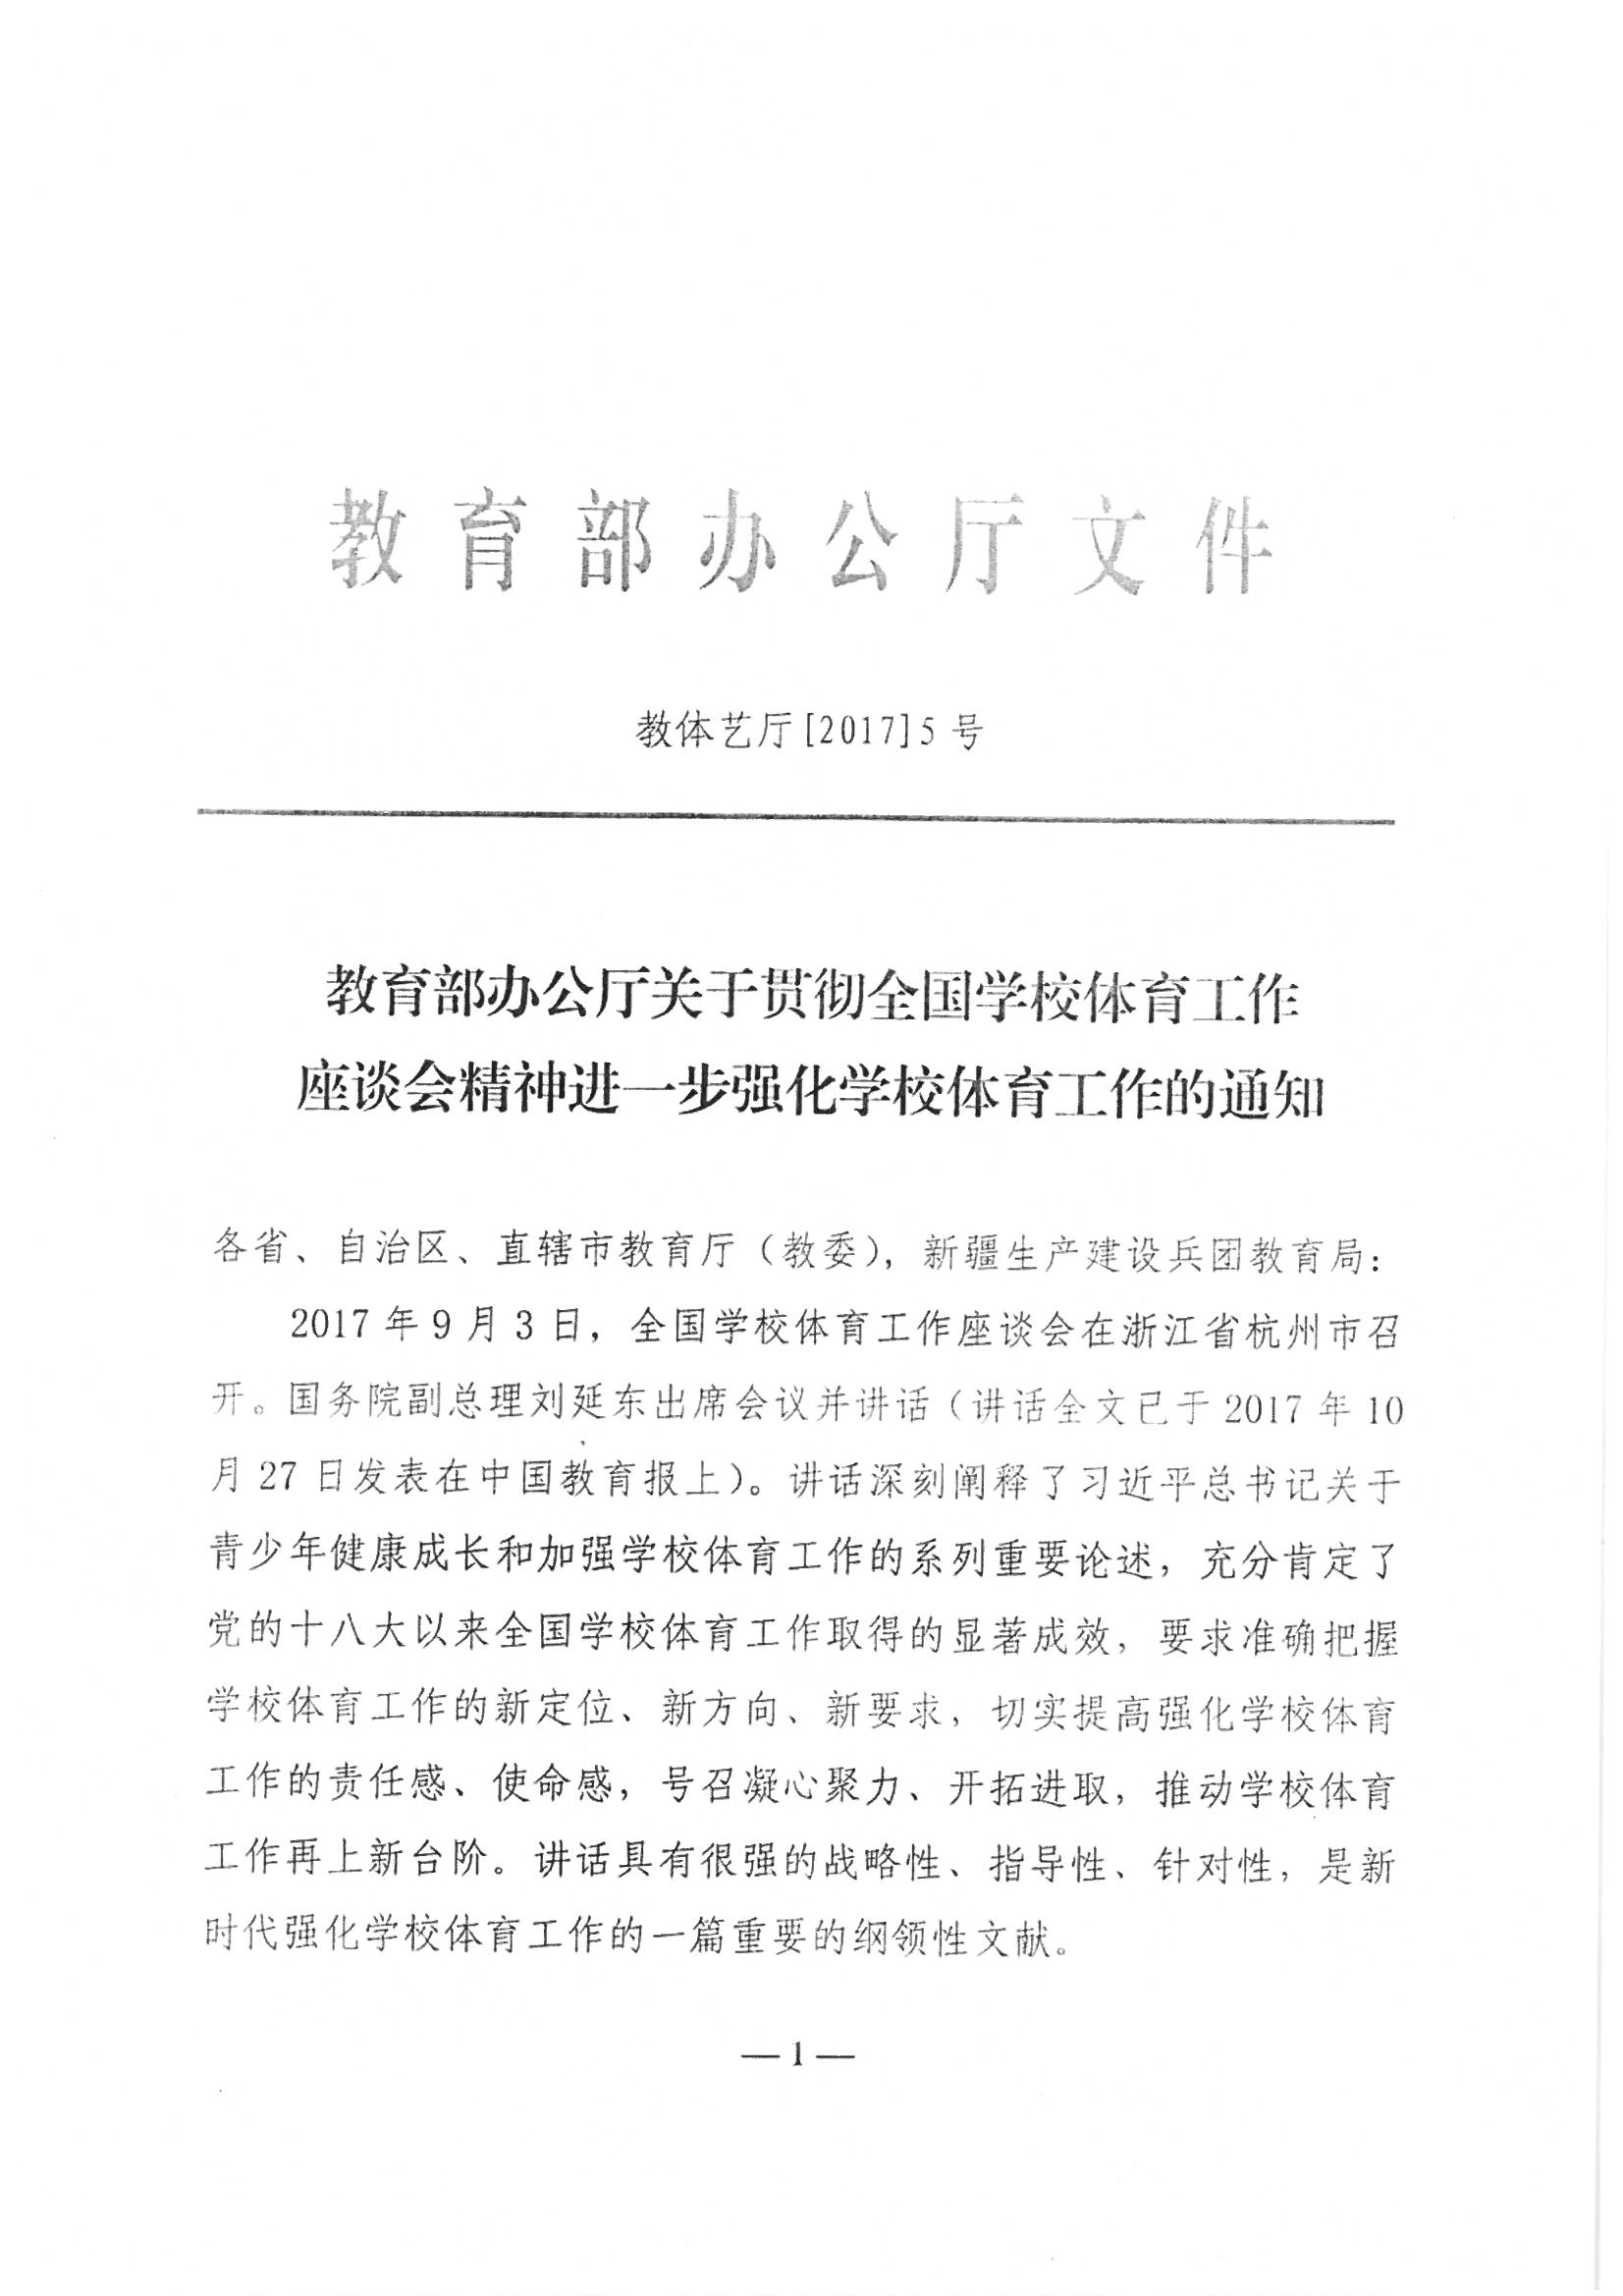 教育部办公厅文件
教体艺厅[2017]5 号
教育部办公厅关于贯彻全国学校体育工作
座谈会精神进一步强化学校体育工作的通知
各省、自治区、直辖市教育厅（教委），新疆生产建设兵团教育局：
2017 年 9 月 3 日，全国学校体育工作座谈会在浙江省杭州市召
开。国务院副总理刘延东出席会议并讲话（讲话全文已于 2017 年 10
月 27 日发表在中国教育报上）。讲话深刻阐释了习近平总书记关于
青少年健康成长和加强学校体育工作的系列重要论述，充分肯定了
党的十八大以来全国学校体育工作取得的显著成效，要求准确把握
学校体育工作的新定位、新方向、新要求，切实提高强化学校体育
工作的责任感、使命感，号召凝心聚力、开拓进取，推动学校体育
工作再上新台阶。讲话具有很强的战略性、指导性、针对性，是新
时代强化学校体育工作的一篇重要的纲领性文献。
— 1 —